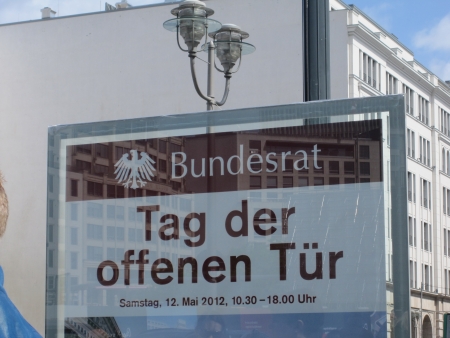 Bundesrat
Tag der
offenen Tür
Samstag, 12. Mai 2012, 10.30 – 18.00 Uhr